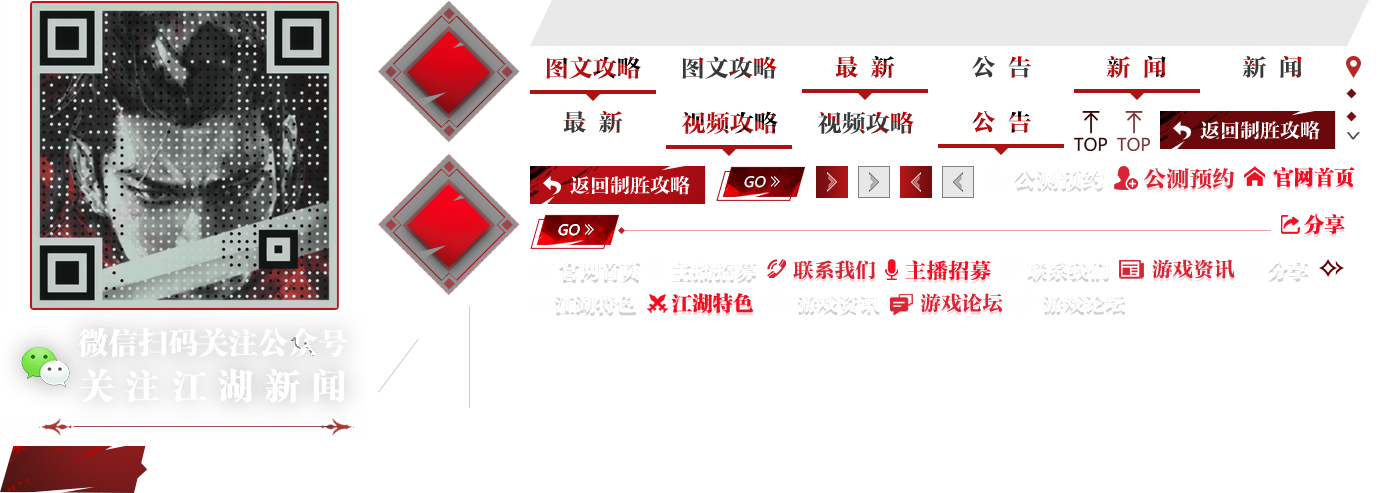 图文攻略 图文攻略 最 新 公 告 新 闻 新 闻
最 新 视频攻略 视频攻略 公 告 TOP TOP 返回制胜攻略
返回制胜攻略 GO 公测预约 公测预约 官网首页
GO 分享
官网首页 主播招募 联系我们 主播招募 联系我们 游戏资讯 分享
江湖特色 江湖特色 游戏资讯 游戏论坛 游戏论坛
微信扫码关注公众号
关注江湖新闻